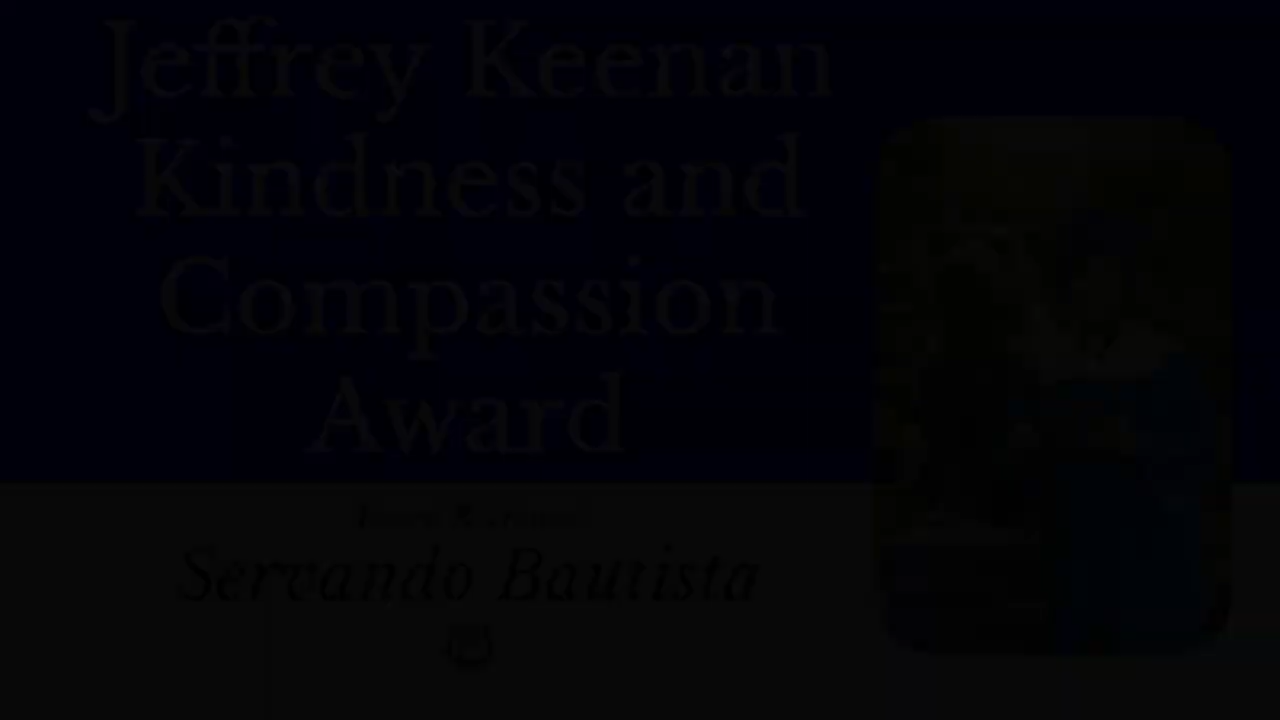 Jeffrey Keenan
Kindness and
Compassion
Award
Servando Bautista